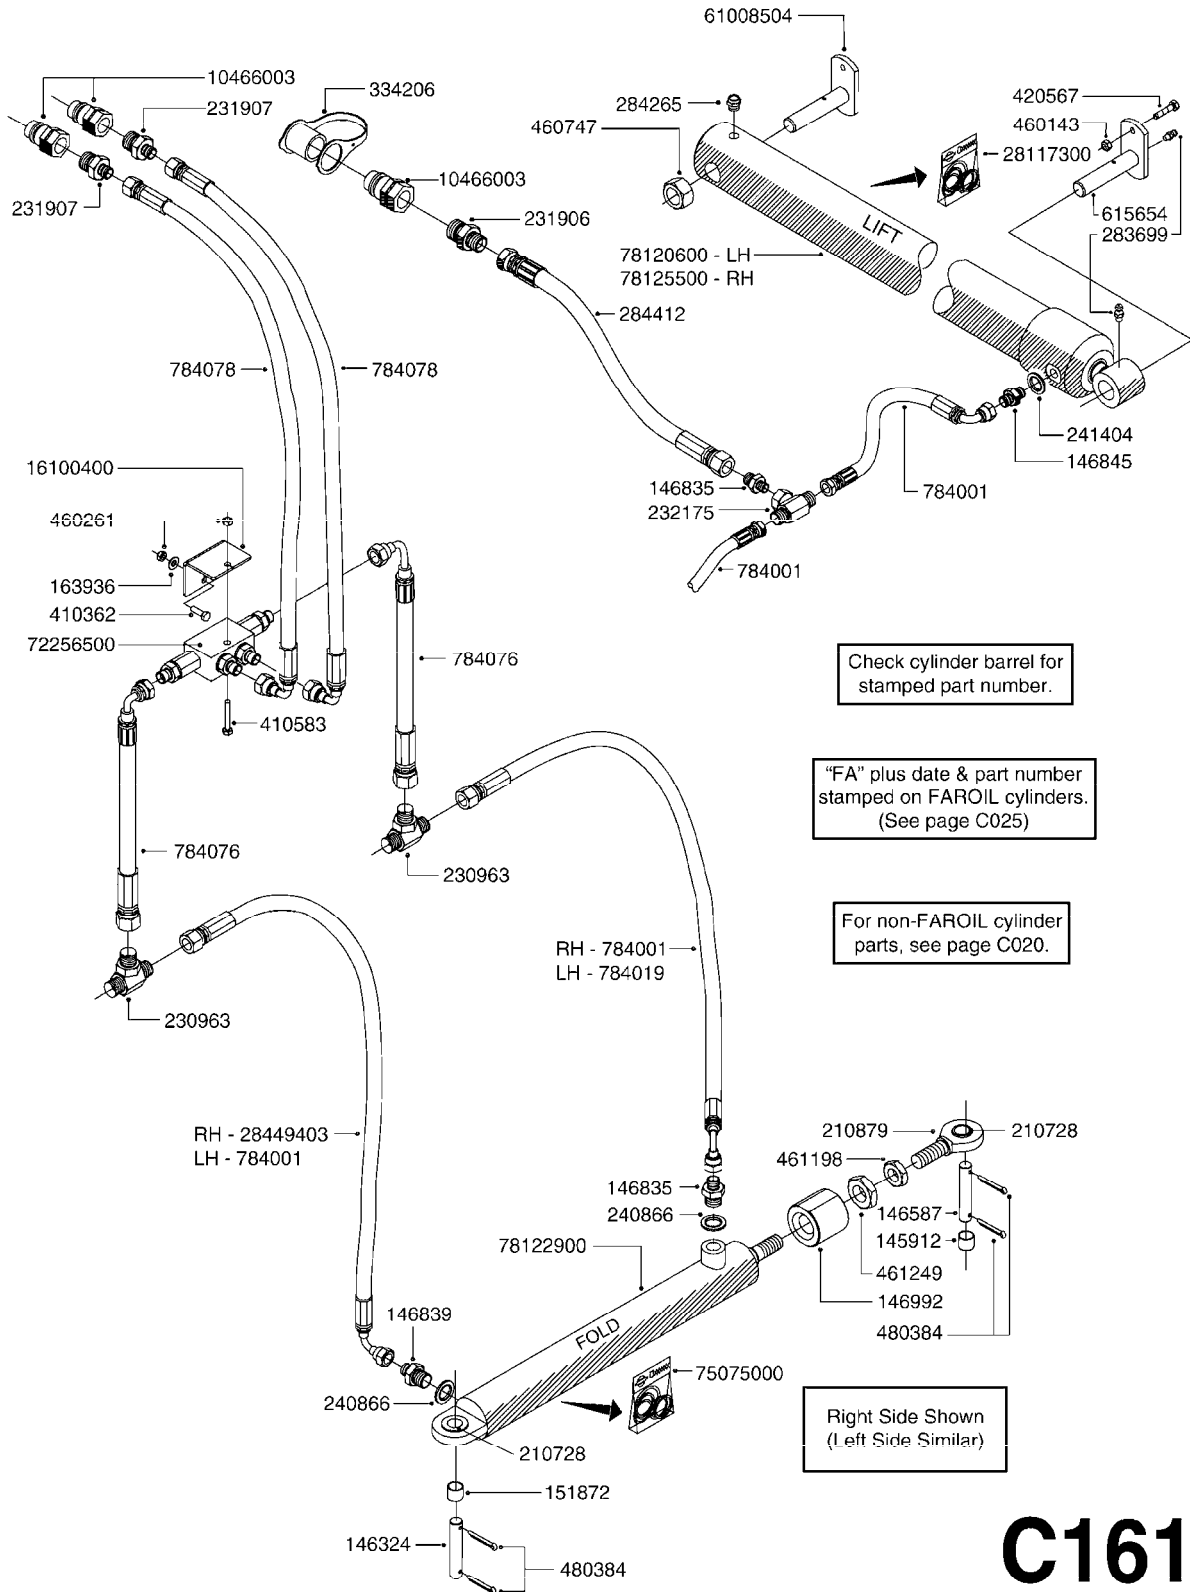 61008504
10466003
334206
231907
284265
420567
460747
460143
28117300
10466003
231907
231906
615654
LIFT
283699
78120600 - LH
78125500 - RH
284412
784078
784078
241404
16100400
146845
146835
784001
460261
232175
784001
163936
410362
72256500
784076
Check cylinder barrel for
stamped part number.
410583
"FA" plus date & part number
stamped on FAROIL cylinders.
(See page C025)
784076
230963
For non-FAROIL cylinder
parts, see page C020.
RH - 784001
LH - 784019
230963
RH - 28449403
LH - 784001
210879
210728
461198
146835
240866
146587
145912
78122900
461249
146992
146839
FOLD
480384
75075000
240866
Right Side Shown
(Left Side Similar)
210728
151872
146324
480384
C161